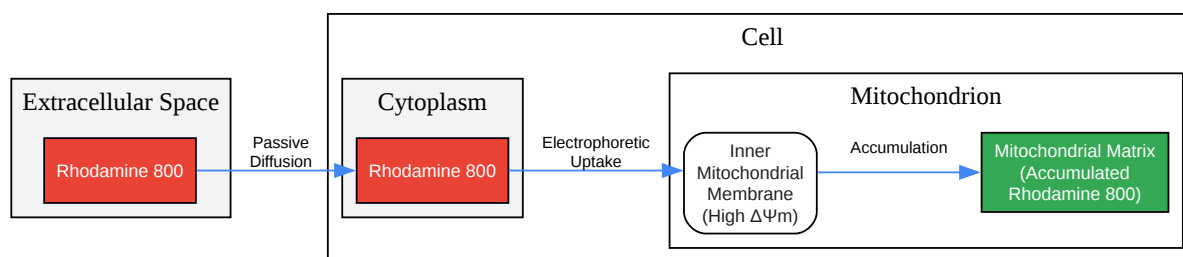 Cell
Extracellular Space
Rhodamine 800
Passive
Diffusion
Cytoplasm
Rhodamine 800
Electrophoretic
Uptake
Mitochondrion
Inner
Mitochondrial
Membrane
(High ΔΨm)
Accumulation
Mitochondrial Matrix
(Accumulated
Rhodamine 800)